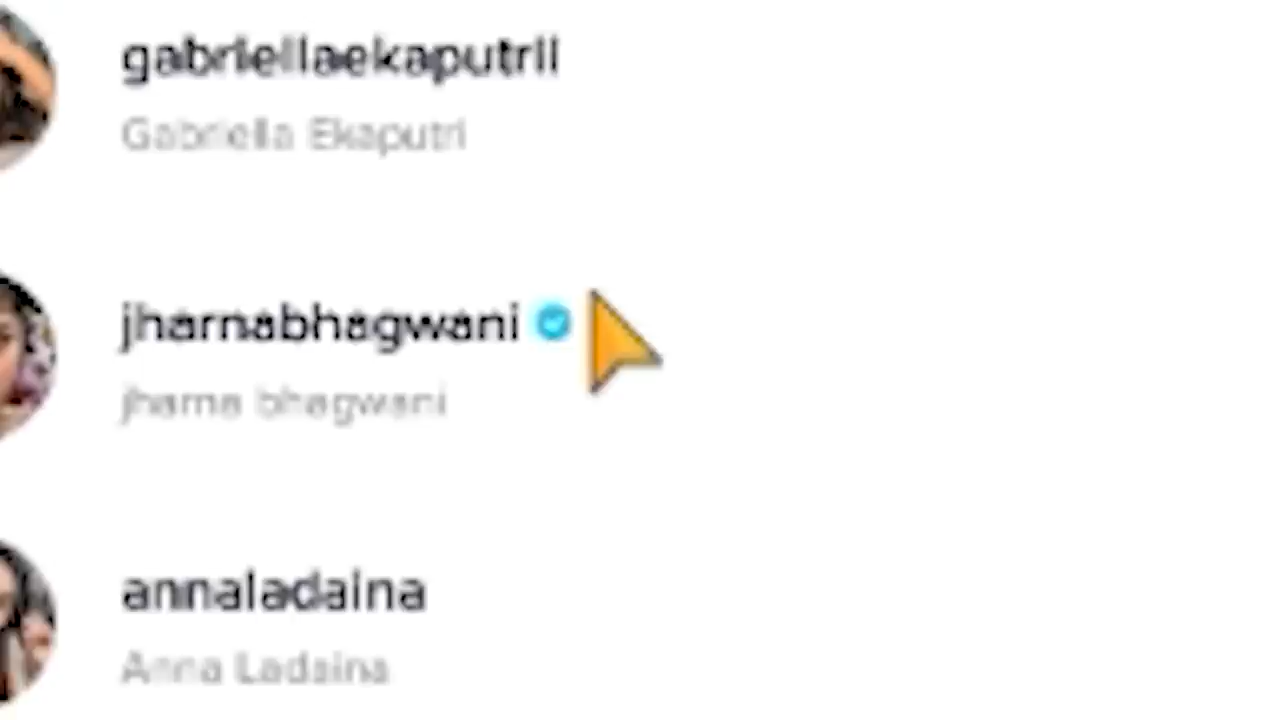 gabriellaekaputrii
Gabriella Ekaputri
jharnabhagwani
jharna bhagwani
annaladaina
Anna Ladaina